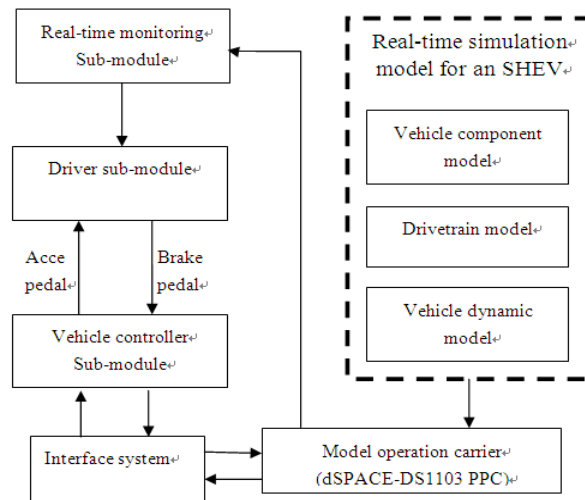 Real-time monitoring
Sub-module
Driver sub-module
Acce
pedal
Brake
pedal
Vehicle controller
Sub-module
Interface system
Real-time simulation
model for an SHEV
Vehicle component
model
Drivetrain model
Vehicle dynamic
model
Model operation carrier
(dSPACE-DS1103 PPC)